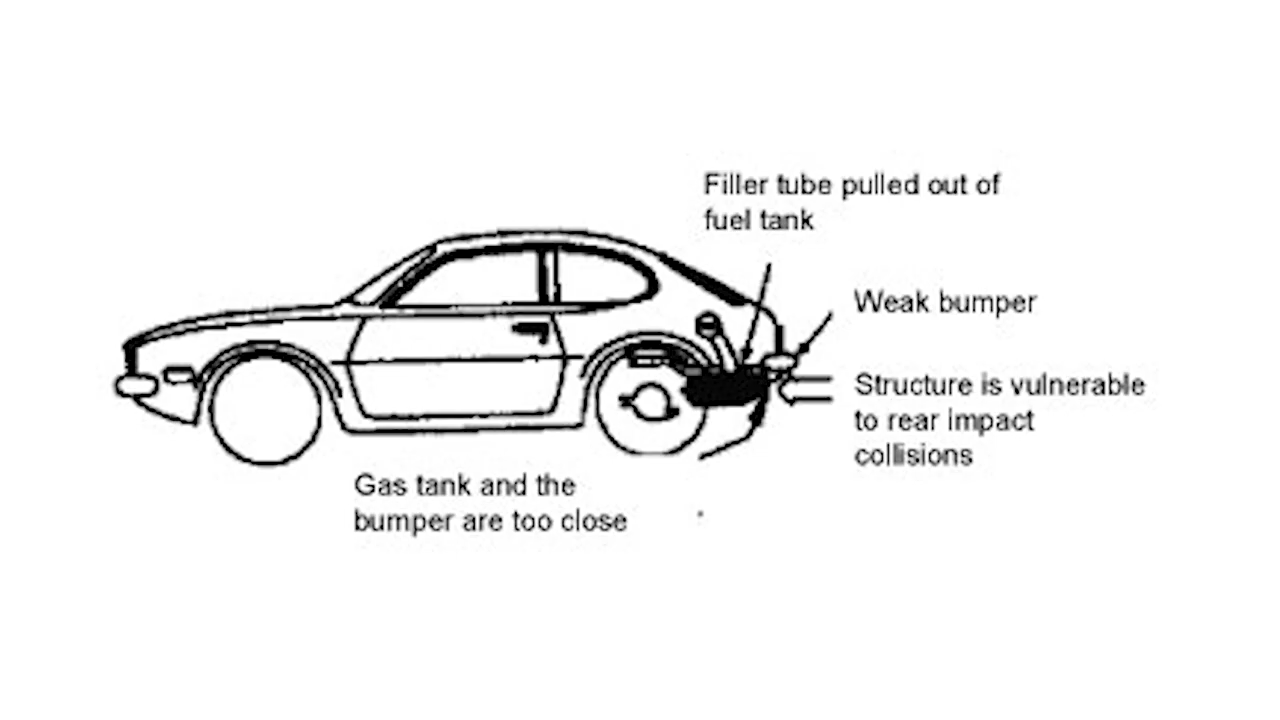 Filler tube pulled out of
fuel tank
Weak bumper
Structure is vulnerable
to rear impact
collisions
Gas tank and the
bumper are too close